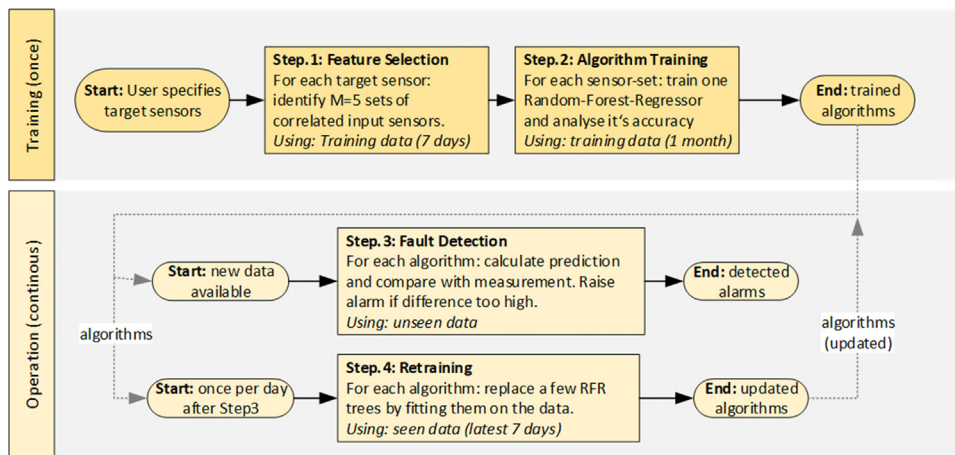 Training (once)
Start: User specifies
target sensors
Step.1: Feature Selection
For each target sensor:
identify M=5 sets of
correlated input sensors.
Using: Training data (7 days)
Step.2: Algorithm Training
For each sensor-set: train one
Random-Forest-Regressor
and analyse it‘s accuracy
Using: training data (1 month)
End: trained
algorithms
Operation (continous)
Start: new data
available
Step.3: Fault Detection
For each algorithm: calculate prediction
and compare with measurement. Raise
alarm if difference too high.
Using: unseen data
End: detected
alarms
algorithms
algorithms
(updated)
Start: once per day
after Step3
Step.4: Retraining
For each algorithm: replace a few RFR
trees by fitting them on the data.
Using: seen data (latest 7 days)
End: updated
algorithms